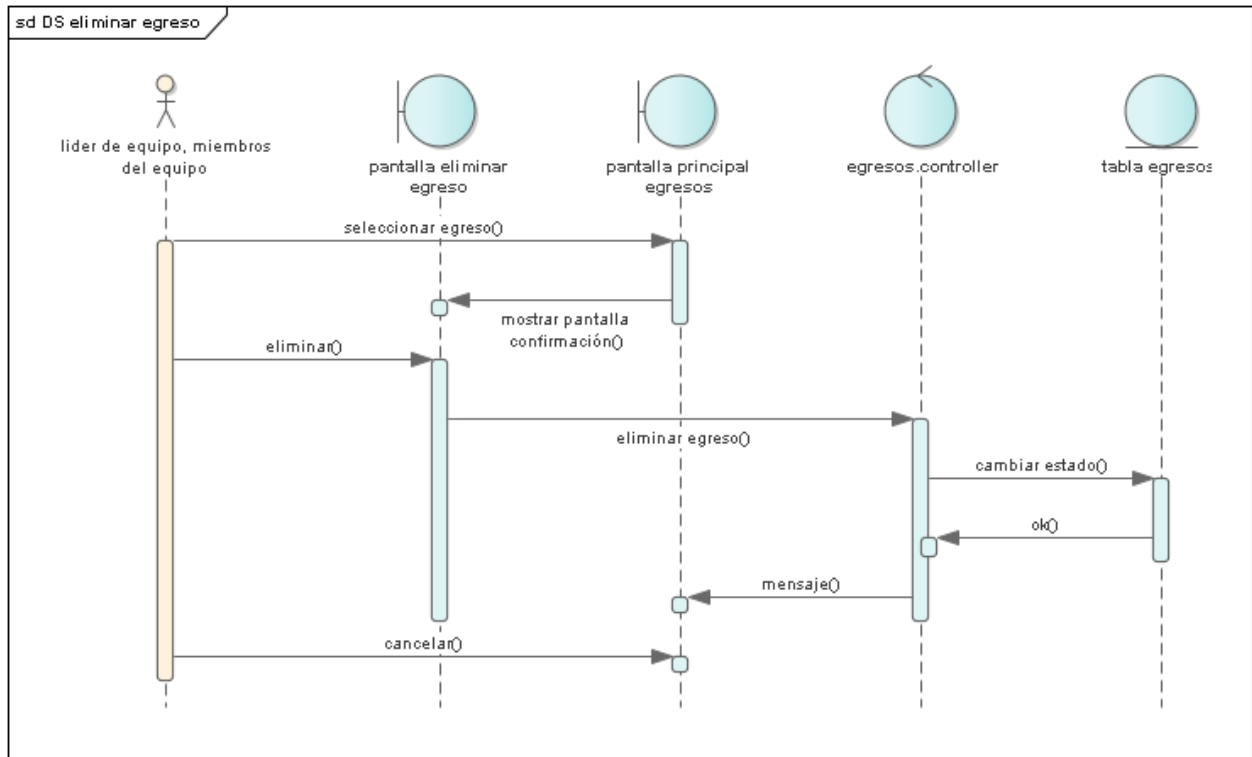 sd DS eliminar egreso
lider de equipo, miembros
del equipo
pantalla eliminar
egreso
pantalla principal
egresos
egresos.controller
tabla egresos
seleccionar egreso()
mostrar pantalla
confirmación()
eliminar()
eliminar egreso()
cambiar estado()
ok()
mensaje()
cancelar()